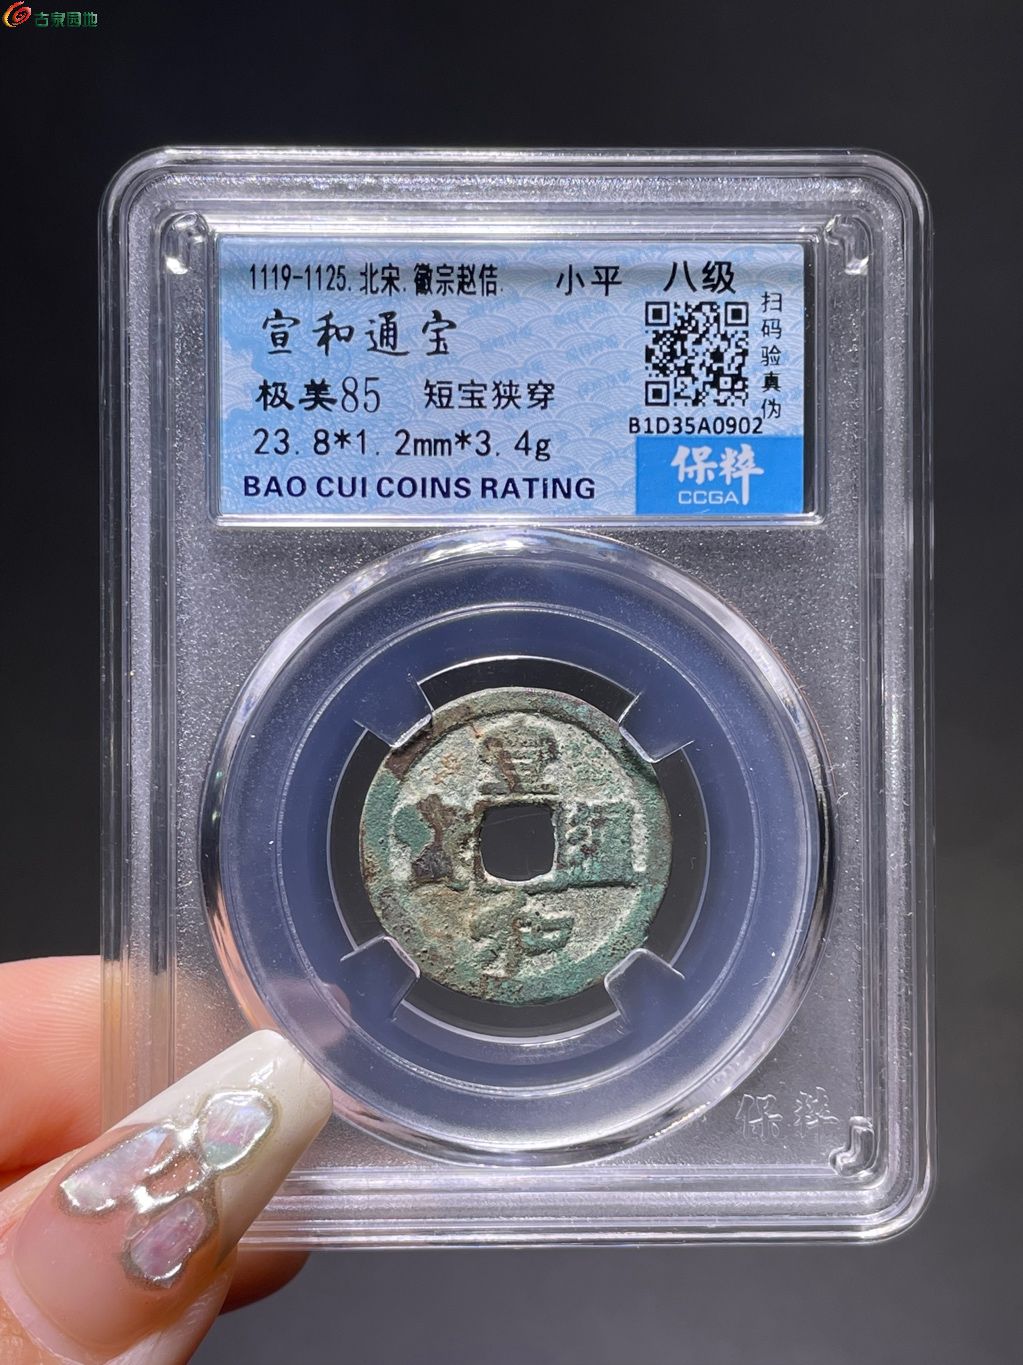 古泉园地
1119-1125.北宋.徽宗赵佶. 小平 八级
宣和通宝
扫码验真伪
极美85 短宝狭穿
B1D35A0902
23.8*1.2mm*3.4g
保粹
CCGA
BAO CUI COINS RATING
宣
通
和
保粹